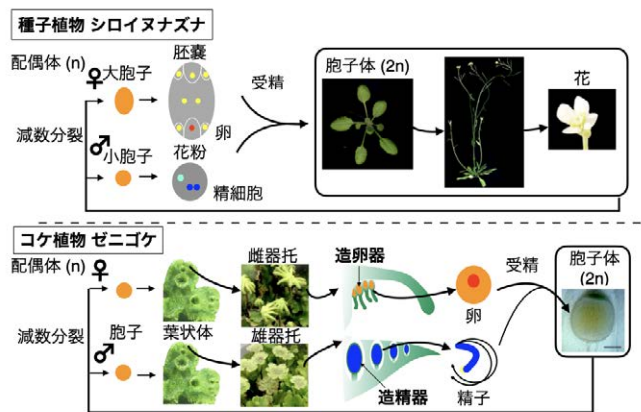 種子植物 シロイヌナズナ
配偶体 (n)
♀
大胞子
胚嚢
卵
減数分裂
♂
小胞子
花粉
精細胞
受精
胞子体 (2n)
花
コケ植物 ゼニゴケ
配偶体 (n)
♀
雌器托
造卵器
卵
受精
胞子体
(2n)
減数分裂
♂
胞子
葉状体
雄器托
造精器
精子